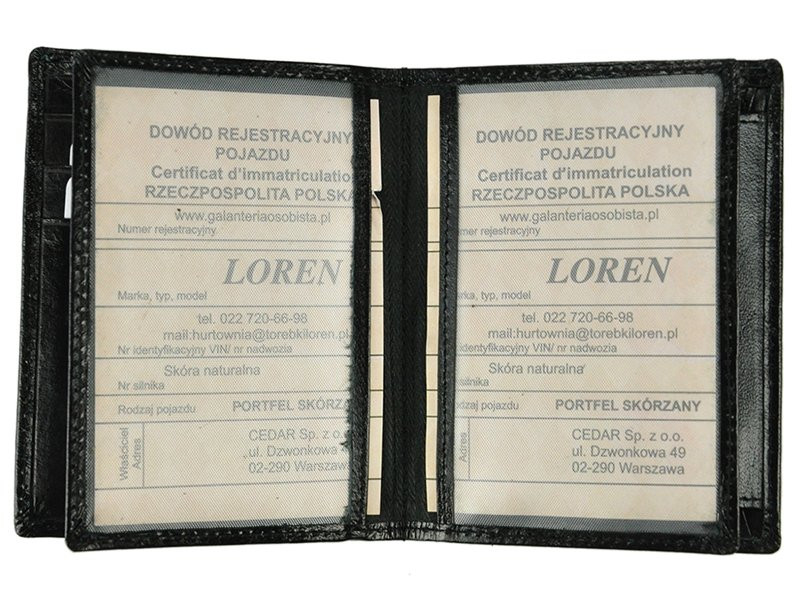 DOWÓD REJESTRACYJNY
POJAZDU
Certificat d'immatriculation
RZECZPOSPOLITA POLSKA
www.galanteriaosobista.pl
Numer rejestracyjny
LOREN
Marka, typ, model
tel. 022 720-66-98
mail:hurtownia@torebkiloren.pl
Nr identyfikacyjny VIN/ nr nadwozia
Skóra naturalna
Nr silnika
Rodzaj pojazdu PORTFEL SKÓRZA
Właściciel
Adres
CEDAR Sp. z o.o.
ul. Dzwonkowa 4
02-290 Warszawa
DOWÓD REJESTRACYJNY
POJAZDU
Certificat d'immatriculation
RZECZPOSPOLITA POLSKA
www.galanteriaosobista.pl
Numer rejestracyjny
LOREN
rka, typ, model
tel. 022 720-66-98
mail:hurtownia@torebkiloren.pl
identyfikacyjny VIN/ nr nadwozia
Skóra naturalna
silnika
dzaj pojazdu PORTFEL SKÓRZANY
Adres
CEDAR Sp. z o.o.
ul. Dzwonkowa 49
02-290 Warszawa